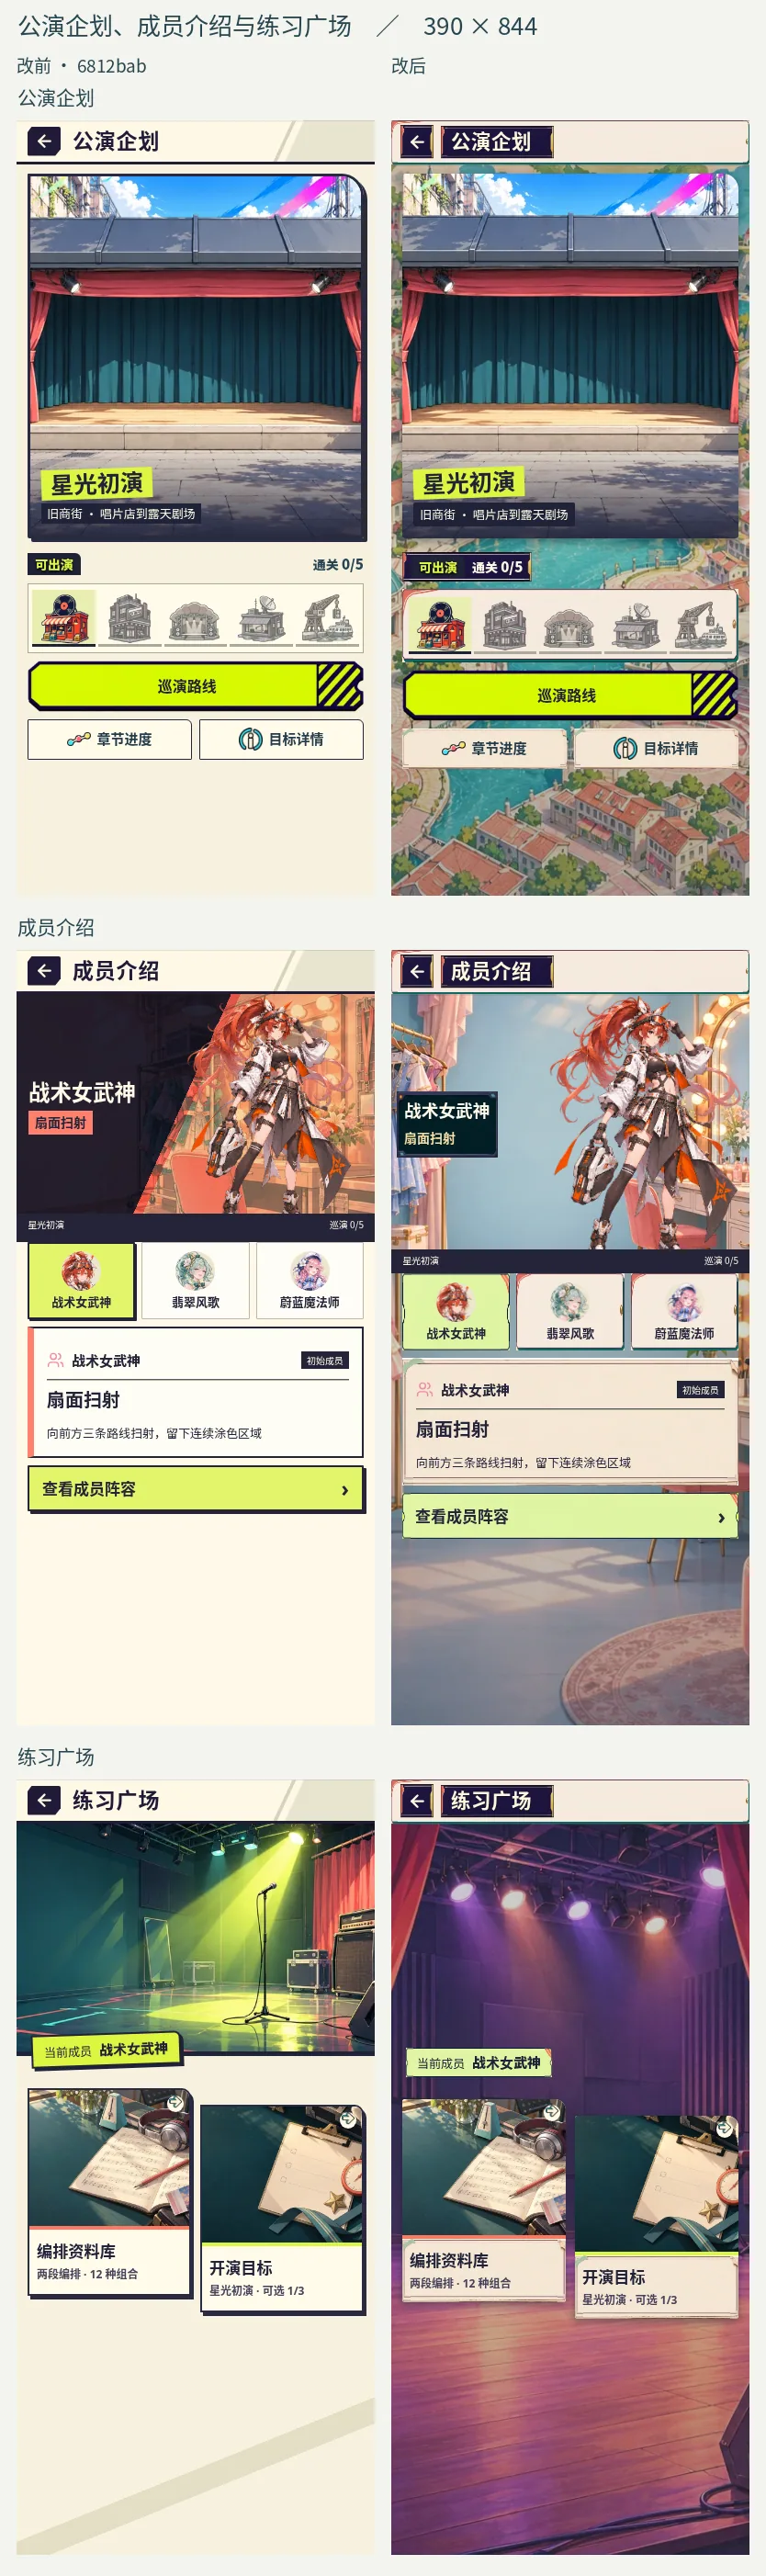 公演企划、成员介绍与练习广场 ／ 390 × 844
改前 · 6812bab
改后
公演企划
公演企划
星光初演
旧商街 · 唱片店到露天剧场
可出演
通关 0/5
巡演路线
章节进度
目标详情
公演企划
星光初演
旧商街 · 唱片店到露天剧场
可出演 通关 0/5
巡演路线
章节进度
目标详情
成员介绍
成员介绍
战术女武神
扇面扫射
星光初演
巡演 0/5
战术女武神
翡翠风歌
蔚蓝魔法师
战术女武神
初始成员
扇面扫射
向前方三条路线扫射，留下连续涂色区域
查看成员阵容
成员介绍
战术女武神
扇面扫射
星光初演
巡演 0/5
战术女武神
翡翠风歌
蔚蓝魔法师
战术女武神
初始成员
扇面扫射
向前方三条路线扫射，留下连续涂色区域
查看成员阵容
练习广场
练习广场
当前成员 战术女武神
编排资料库
两段编排 · 12 种组合
开演目标
星光初演 · 可选 1/3
练习广场
当前成员 战术女武神
编排资料库
两段编排 · 12 种组合
开演目标
星光初演 · 可选 1/3